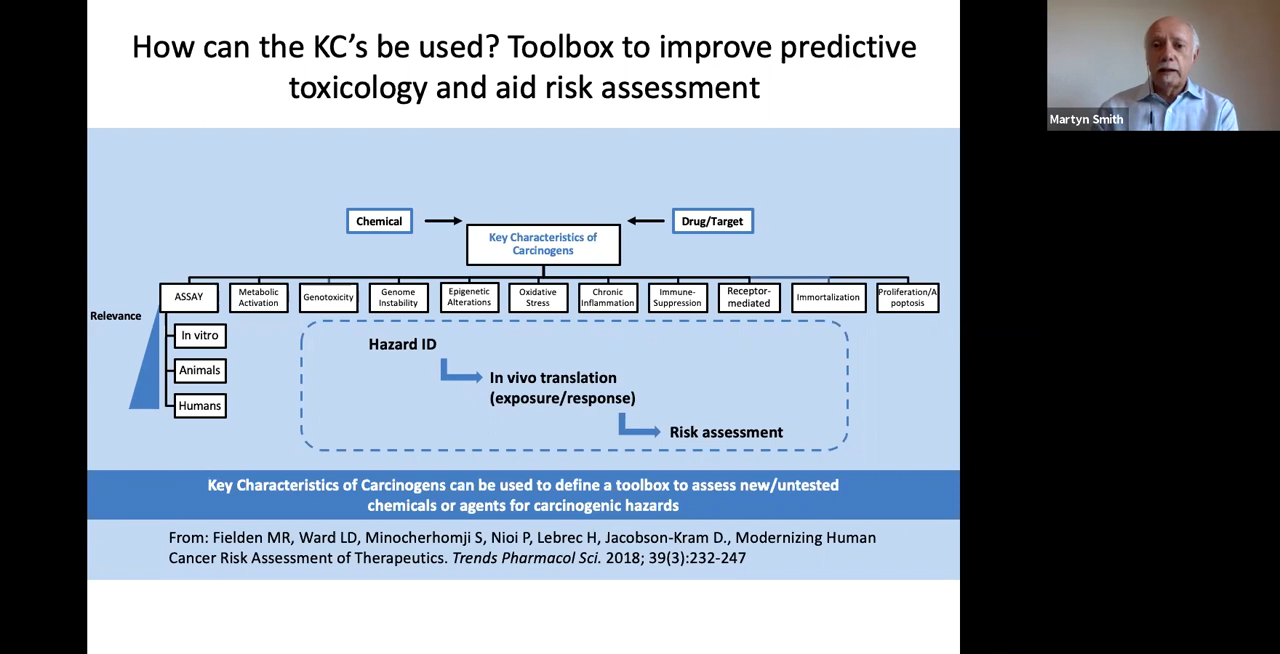 How can the KC’s be used? Toolbox to improve predictive
toxicology and aid risk assessment
Martyn Smith
Chemical
Drug/Target
Key Characteristics of
Carcinogens
ASSAY
Metabolic
Activation
Genotoxicity
Genome
Instability
Epigenetic
Alterations
Oxidative
Stress
Chronic
Inflammation
Immune-
Suppression
Receptor-
mediated
Immortalization
Proliferation/A
poptosis
Relevance
In vitro
Animals
Humans
Hazard ID
In vivo translation
(exposure/response)
Risk assessment
Key Characteristics of Carcinogens can be used to define a toolbox to assess new/untested
chemicals or agents for carcinogenic hazards
From: Fielden MR, Ward LD, Minocherhomji S, Nioi P, Lebrec H, Jacobson-Kram D., Modernizing Human
Cancer Risk Assessment of Therapeutics. Trends Pharmacol Sci. 2018; 39(3):232-247